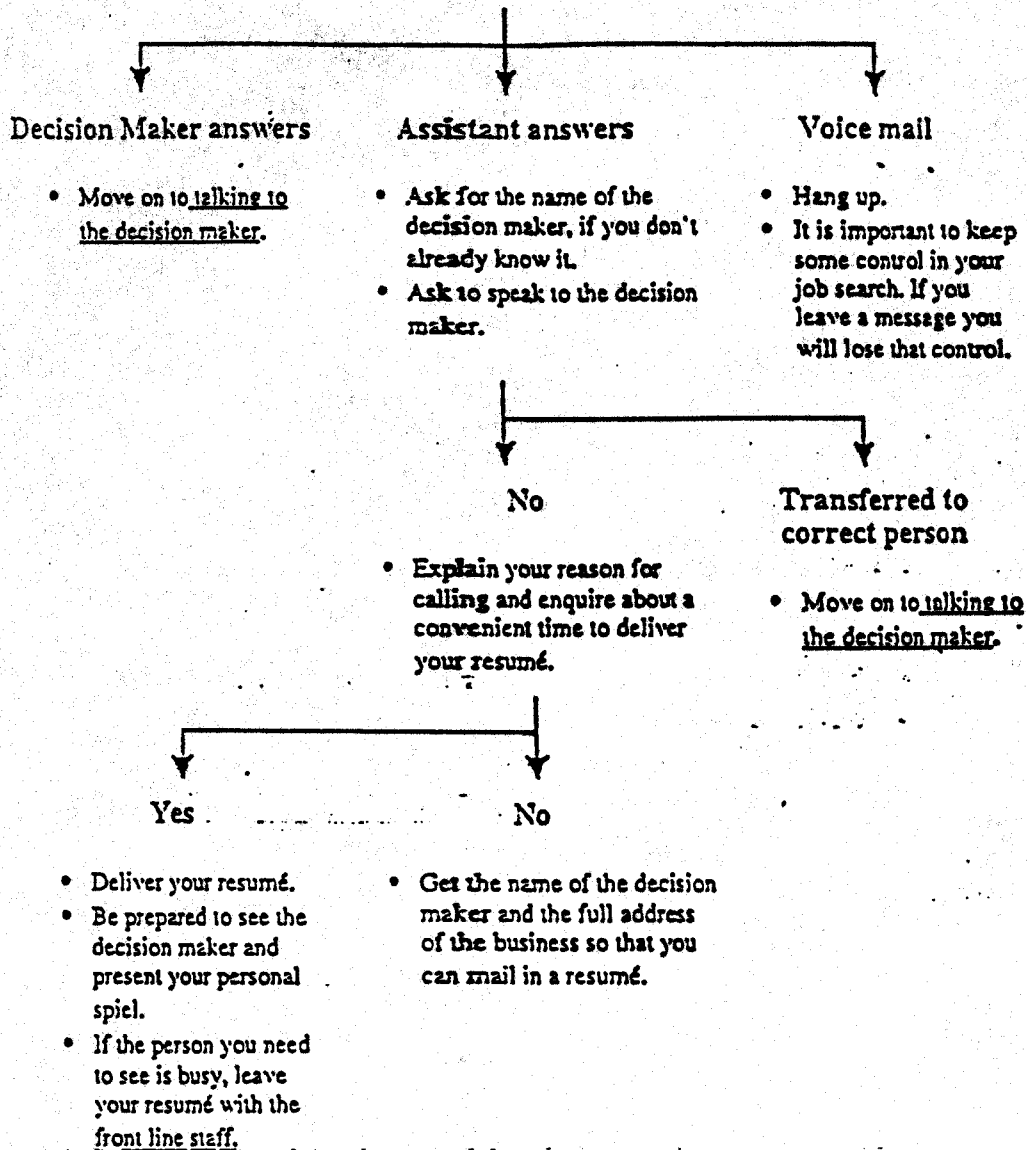 Decision Maker answers
• Move on to talking to
the decision maker.
Assistant answers
• Ask for the name of the
decision maker, if you don't
already know it.
• Ask to speak to the decision
maker.
Voice mail
• Hang up.
• It is important to keep
some control in your
job search. If you
leave a message you
will lose that control.
No
• Explain your reason for
calling and enquire about a
convenient time to deliver
your resumé.
Transferred to
correct person
• Move on to talking to
the decision maker.
Yes
• Deliver your resumé.
• Be prepared to see the
decision maker and
present your personal
spiel.
• If the person you need
to see is busy, leave
your resumé with the
front line staff.
No
• Get the name of the decision
maker and the full address
of the business so that you
can mail in a resumé.